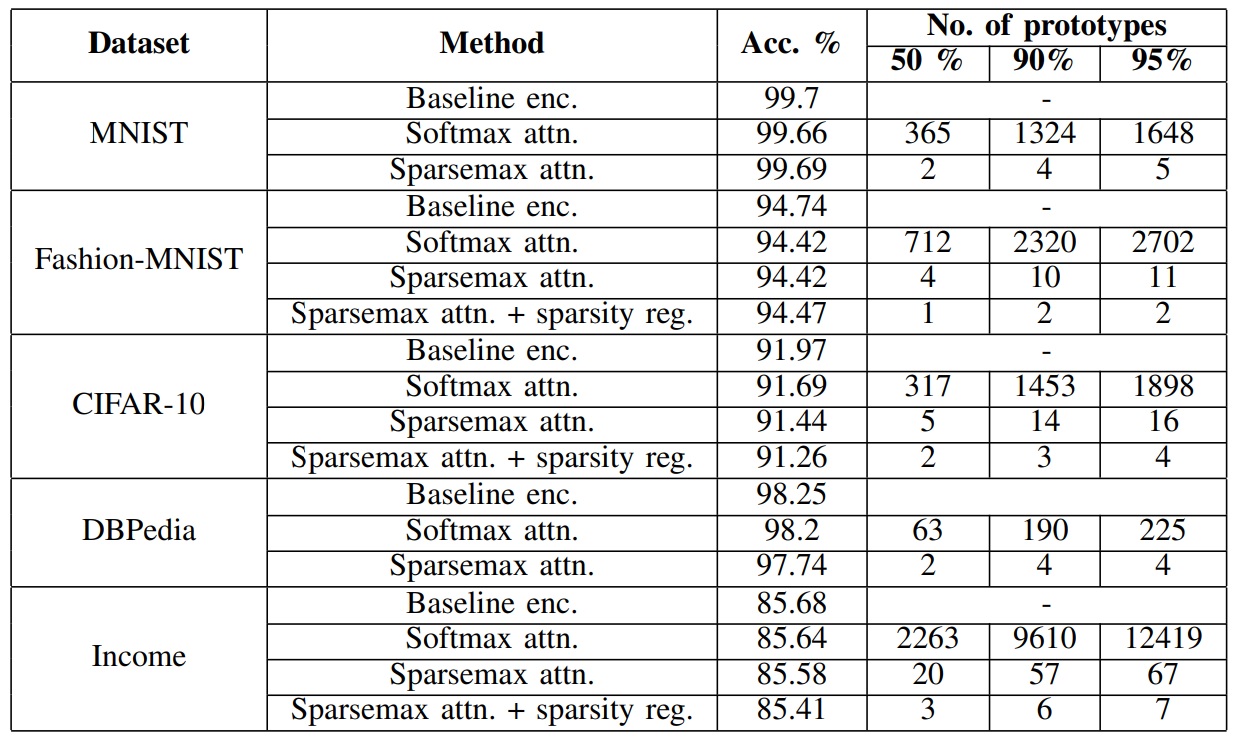 Dataset Method Acc. % No. of prototypes
50 % 90% 95%
MNIST Baseline enc. 99.7 -
Softmax attn. 99.66 365 1324 1648
Sparsemax attn. 99.69 2 4 5
Fashion-MNIST Baseline enc. 94.74 -
Softmax attn. 94.42 712 2320 2702
Sparsemax attn. 94.42 4 10 11
Sparsemax attn. + sparsity reg. 94.47 1 2 2
CIFAR-10 Baseline enc. 91.97 -
Softmax attn. 91.69 317 1453 1898
Sparsemax attn. 91.44 5 14 16
Sparsemax attn. + sparsity reg. 91.26 2 3 4
DBPedia Baseline enc. 98.25
Softmax attn. 98.2 63 190 225
Sparsemax attn. 97.74 2 4 4
Income Baseline enc. 85.68 -
Softmax attn. 85.64 2263 9610 12419
Sparsemax attn. 85.58 20 57 67
Sparsemax attn. + sparsity reg. 85.41 3 6 7